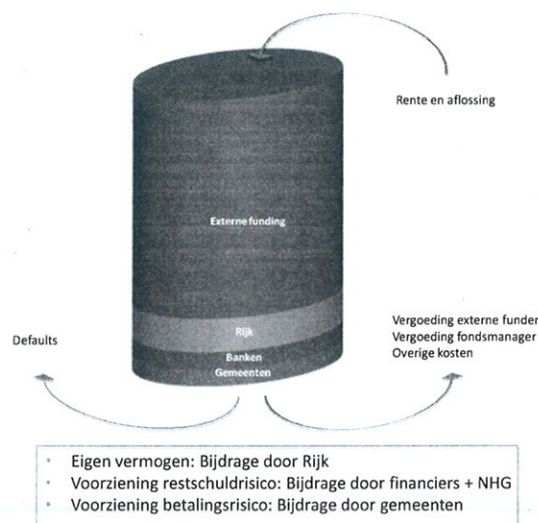 Rente en aflossing
Externe funding
Rijk
Banken
Gemeenten
Defaults
Vergoeding externe funder
Vergoeding fondsmanager
Overige kosten
Eigen vermogen: Bijdrage door Rijk
Voorziening restschuldrisico: Bijdrage door financiers + NHG
Voorziening betalingsrisico: Bijdrage door gemeenten